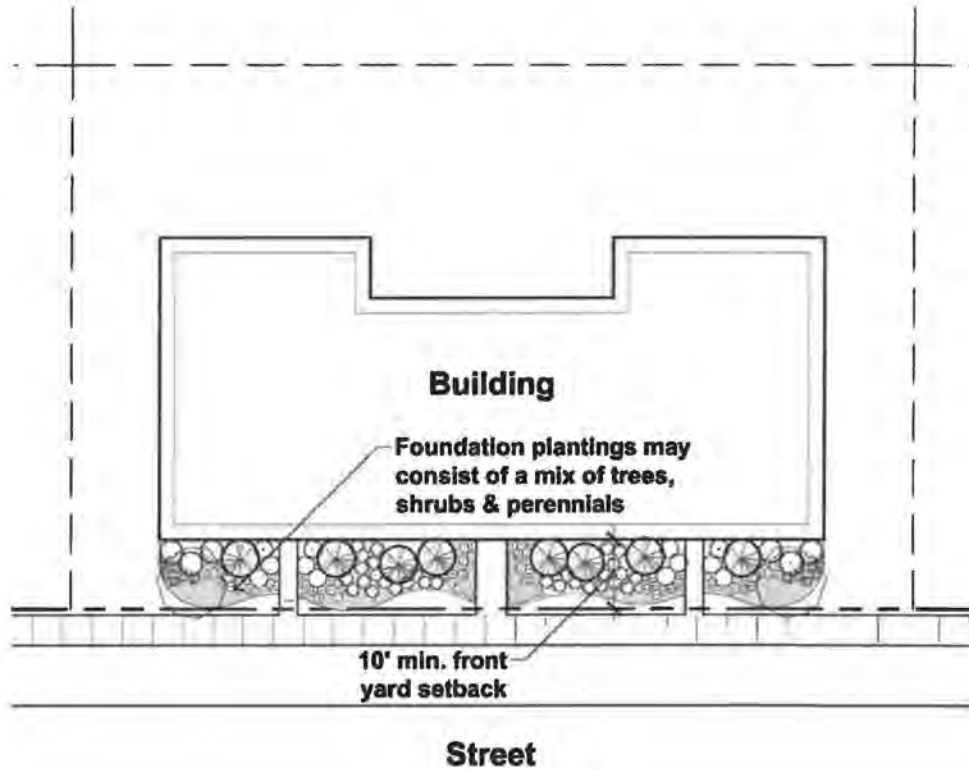 Building
Foundation plantings may
consist of a mix of trees,
shrubs & perennials
10' min. front
yard setback
Street